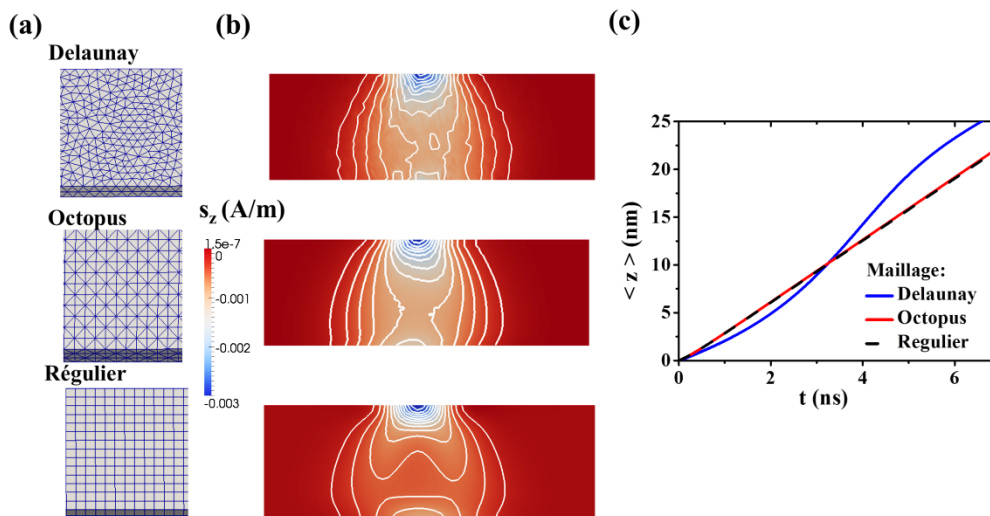 (a)
(b)
(c)
Delaunay
Octopus
Régulier
s_z (A/m)
1.5e-7
0
-0.001
-0.002
-0.003
< z > (nm)
25
20
15
10
5
0
0
2
4
6
t (ns)
Maillage:
Delaunay
Octopus
Regulier